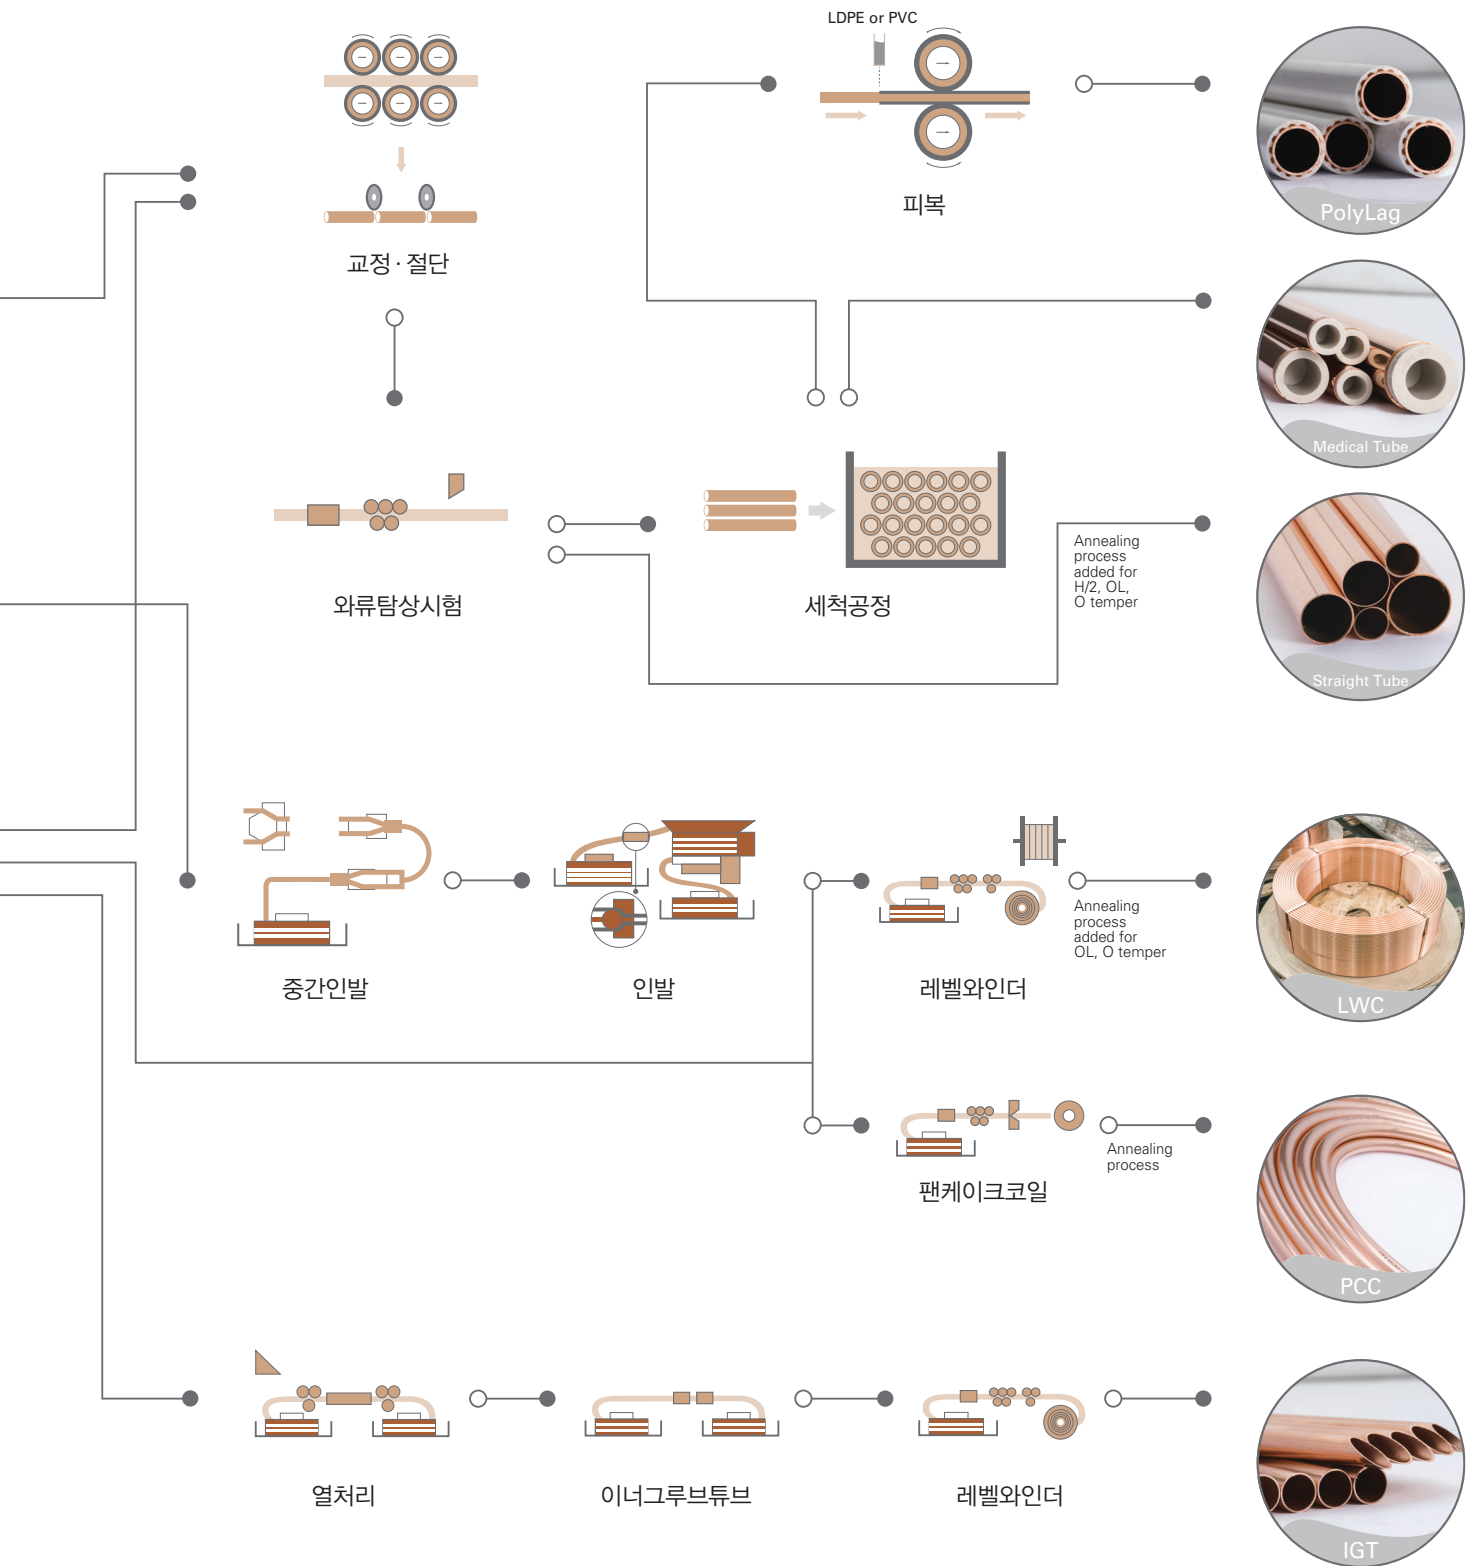 LDPE or PVC
피복
PolyLag
교정 · 절단
Medical Tube
와류탐상시험
세척공정
Annealing
process
added for
H/2, OL,
O temper
Straight Tube
중간인발
인발
레벨와인더
Annealing
process
added for
OL, O temper
LWC
팬케이크코일
Annealing
process
PCC
열처리
이너그루브튜브
레벨와인더
IGT